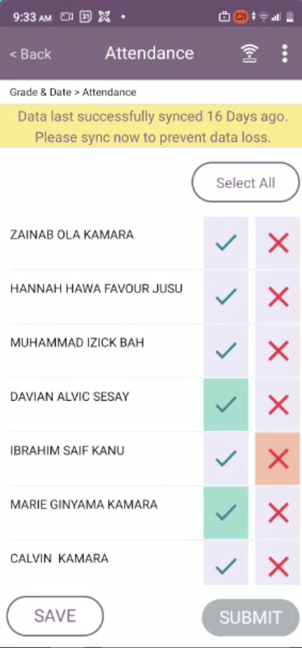 9:33 AM 31
< Back Attendance
Grade & Date > Attendance
Data last successfully synced 16 Days ago.
Please sync now to prevent data loss.
Select All
ZAINAB OLA KAMARA
HANNAH HAWA FAVOUR JUSU
MUHAMMAD IZICK BAH
DAVIAN ALVIC SESAY
IBRAHIM SAIF KANU
MARIE GINYAMA KAMARA
CALVIN KAMARA
SAVE SUBMIT